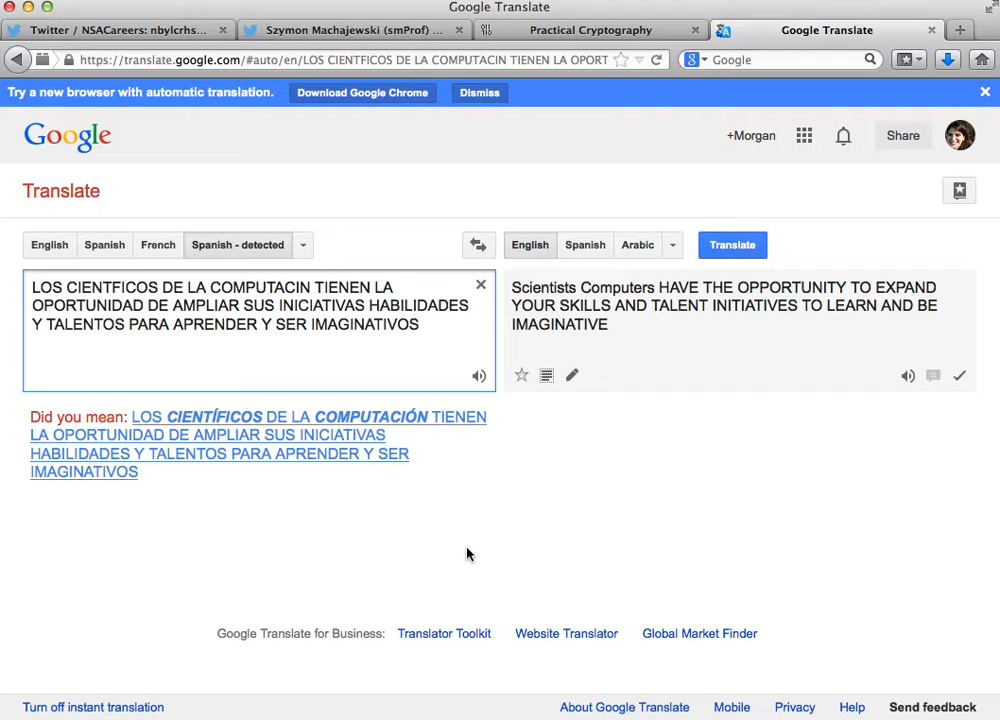 Google Translate
Twitter / NSACareers: nbylcrhs...
Szymon Machajewski (smProf) ...
Practical Cryptography
Google Translate
https://translate.google.com/#auto/en/LOS CIENTFICOS DE LA COMPUTACIN TIENEN LA OPORT
Google
Try a new browser with automatic translation.
Download Google Chrome
Dismiss
Google
+Morgan
Share
Translate
English Spanish French Spanish - detected
English Spanish Arabic
Translate
LOS CIENTFICOS DE LA COMPUTACIN TIENEN LA
OPORTUNIDAD DE AMPLIAR SUS INICIATIVAS HABILIDADES
Y TALENTOS PARA APRENDER Y SER IMAGINATIVOS
Scientists Computers HAVE THE OPPORTUNITY TO EXPAND
YOUR SKILLS AND TALENT INITIATIVES TO LEARN AND BE
IMAGINATIVE
Did you mean: LOS CIENTÍFICOS DE LA COMPUTACIÓN TIENEN
LA OPORTUNIDAD DE AMPLIAR SUS INICIATIVAS
HABILIDADES Y TALENTOS PARA APRENDER Y SER
IMAGINATIVOS
Google Translate for Business: Translator Toolkit Website Translator Global Market Finder
Turn off instant translation
About Google Translate Mobile Privacy Help Send feedback